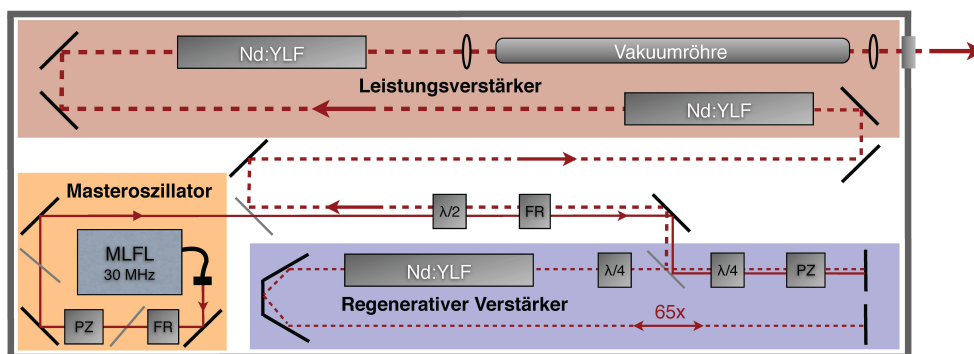 Nd:YLF
Vakuumröhre
Leistungsverstärker
Nd:YLF
Masteroszillator
λ/2
FR
MLFL
30 MHz
PZ
FR
Nd:YLF
λ/4
λ/4
PZ
Regenerativer Verstärker
65x